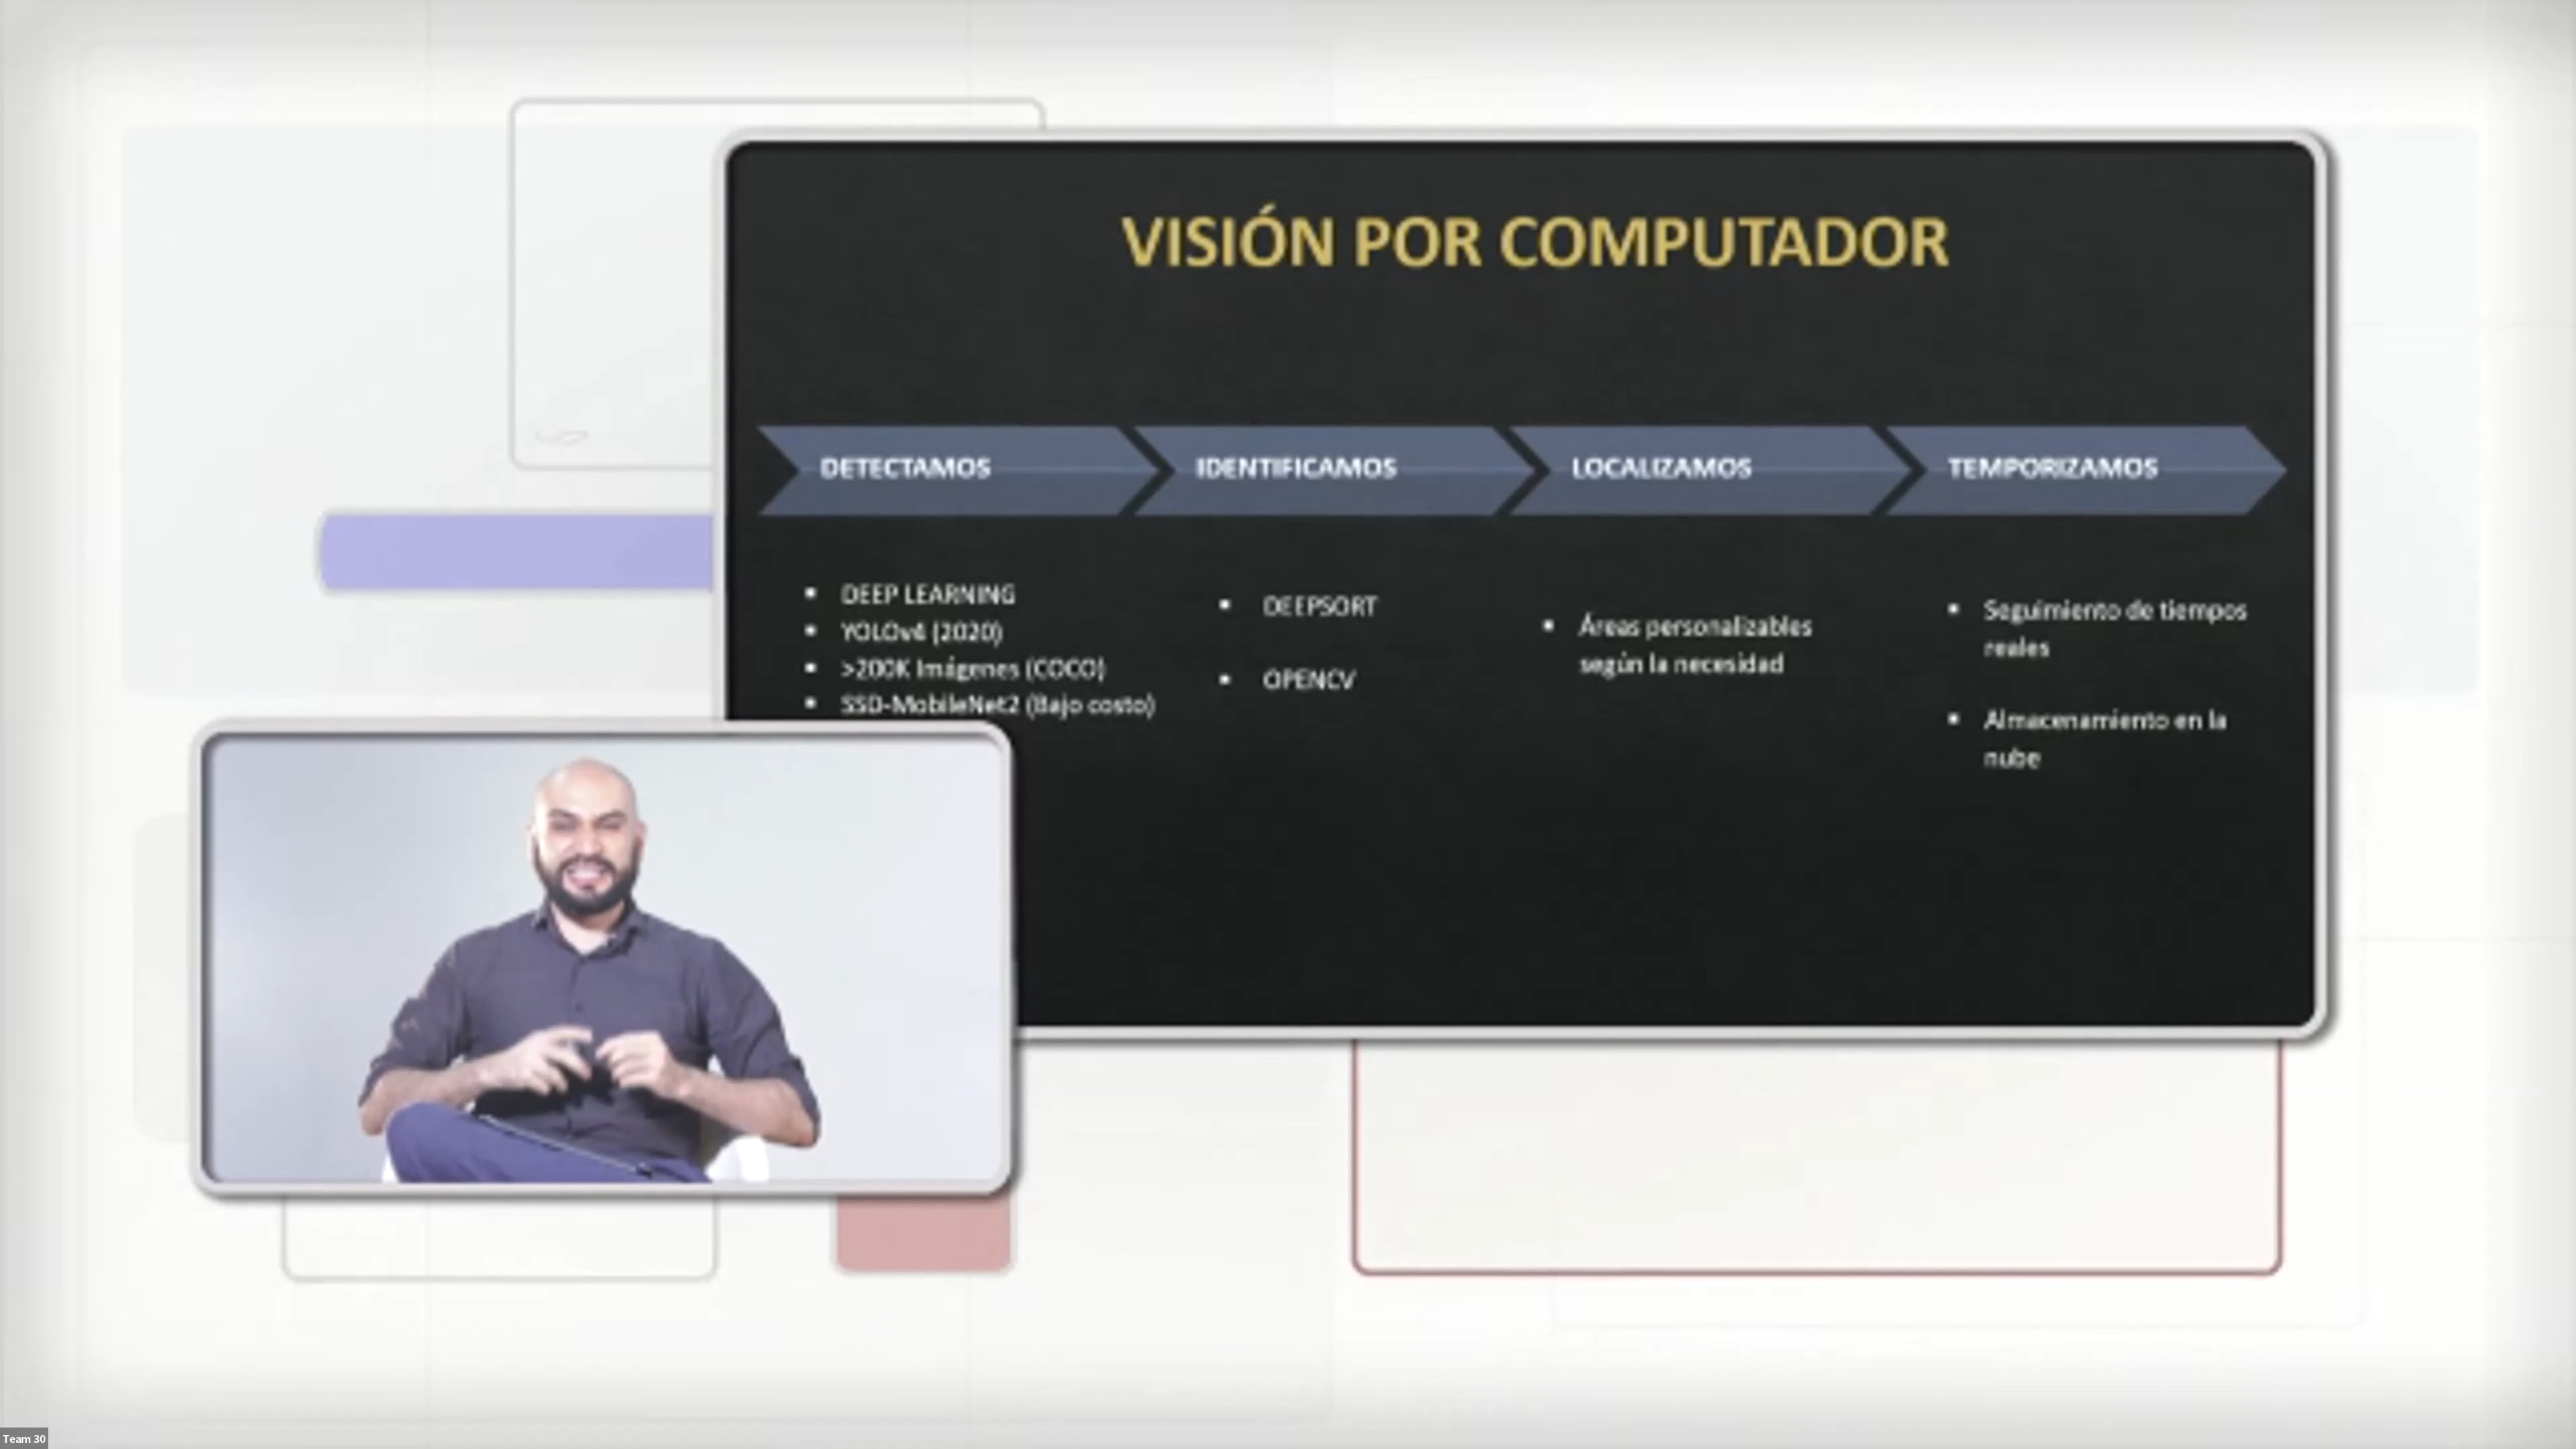 VISIÓN POR COMPUTADOR
DETECTAMOS
IDENTIFICAMOS
LOCALIZAMOS
TEMPORIZAMOS
▪ DEEP LEARNING
▪ YOLOv4 (2020)
▪ >200K Imágenes (COCO)
▪ SSD-MobileNet2 (Bajo costo)
▪ DEEPSORT
▪ OPENCV
▪ Áreas personalizables
según la necesidad
▪ Seguimiento de tiempos
reales
▪ Almacenamiento en la
nube
Team 30